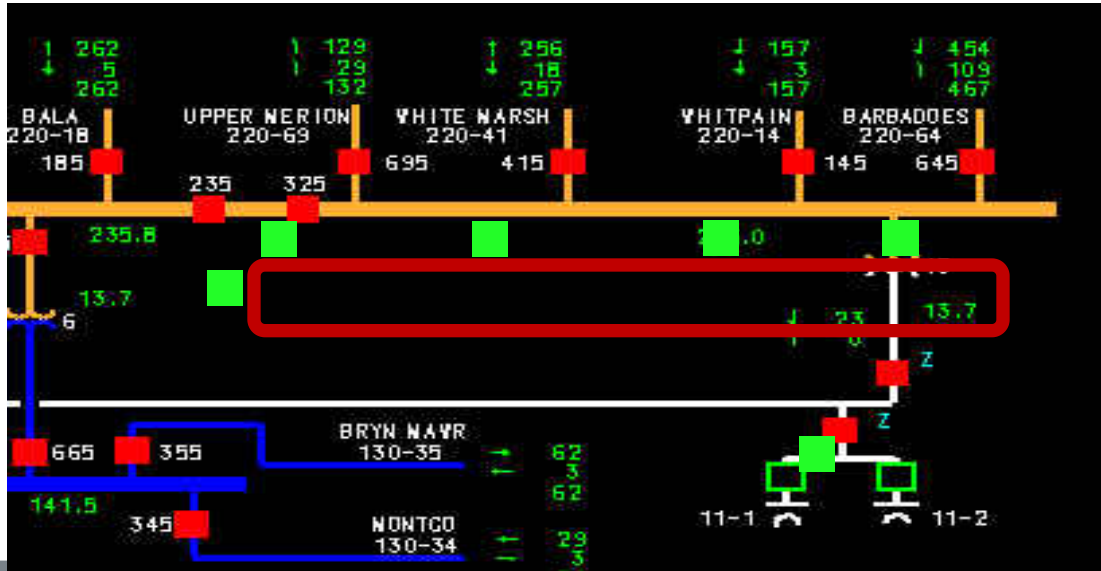 262 129 256 157 454
5 29 18 3 109
262 132 257 157 467
BALA UPPER MERION WHITE MARSH WHITPAIN BARBADOES
220-18 220-69 220-41 220-14 220-64
185 695 415 145 645
235 325
235.8 .0
13.7 13.7
6 23
Z
Z
665 355 BRYN MAWR
130-35 62
3
62
141.5
345 MONTCO 29
130-34 3
11-1 11-2